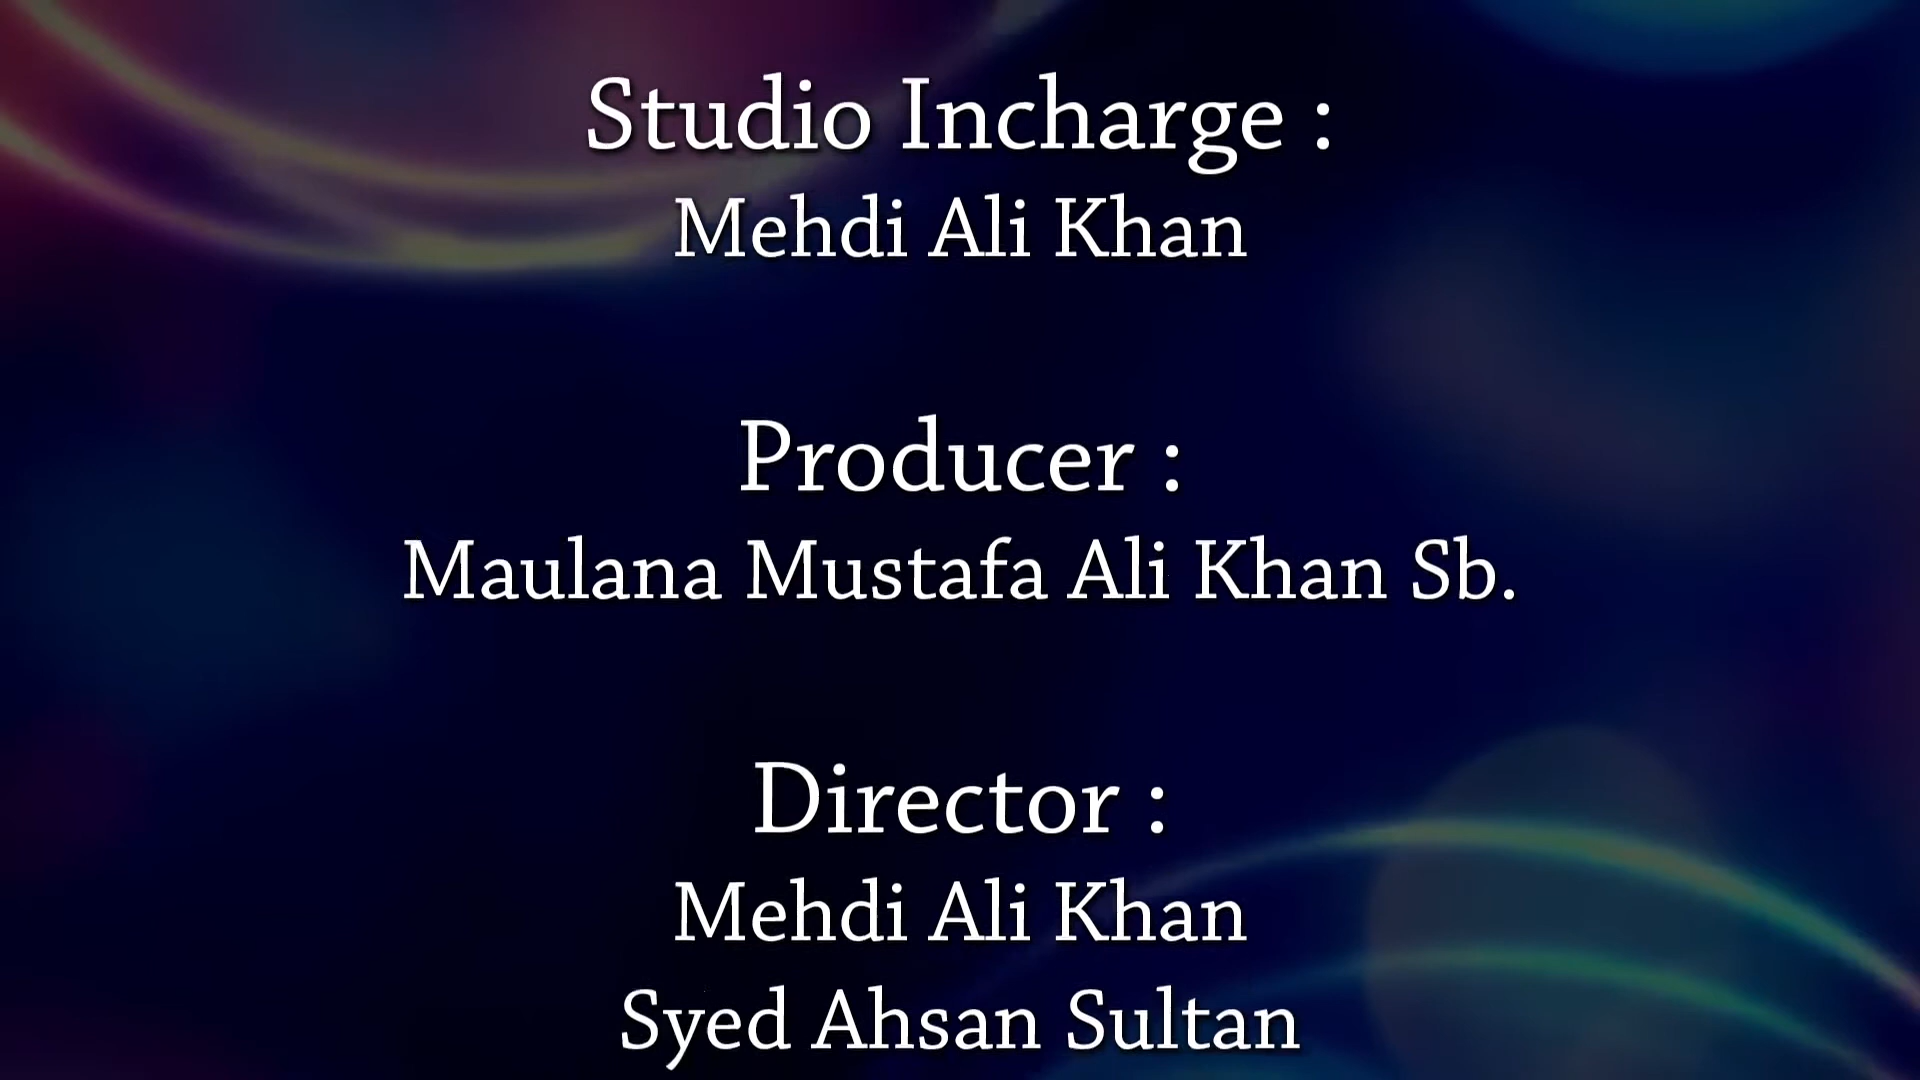 Studio Incharge :
Mehdi Ali Khan
Producer :
Maulana Mustafa Ali Khan Sb.
Director :
Mehdi Ali Khan
Syed Ahsan Sultan